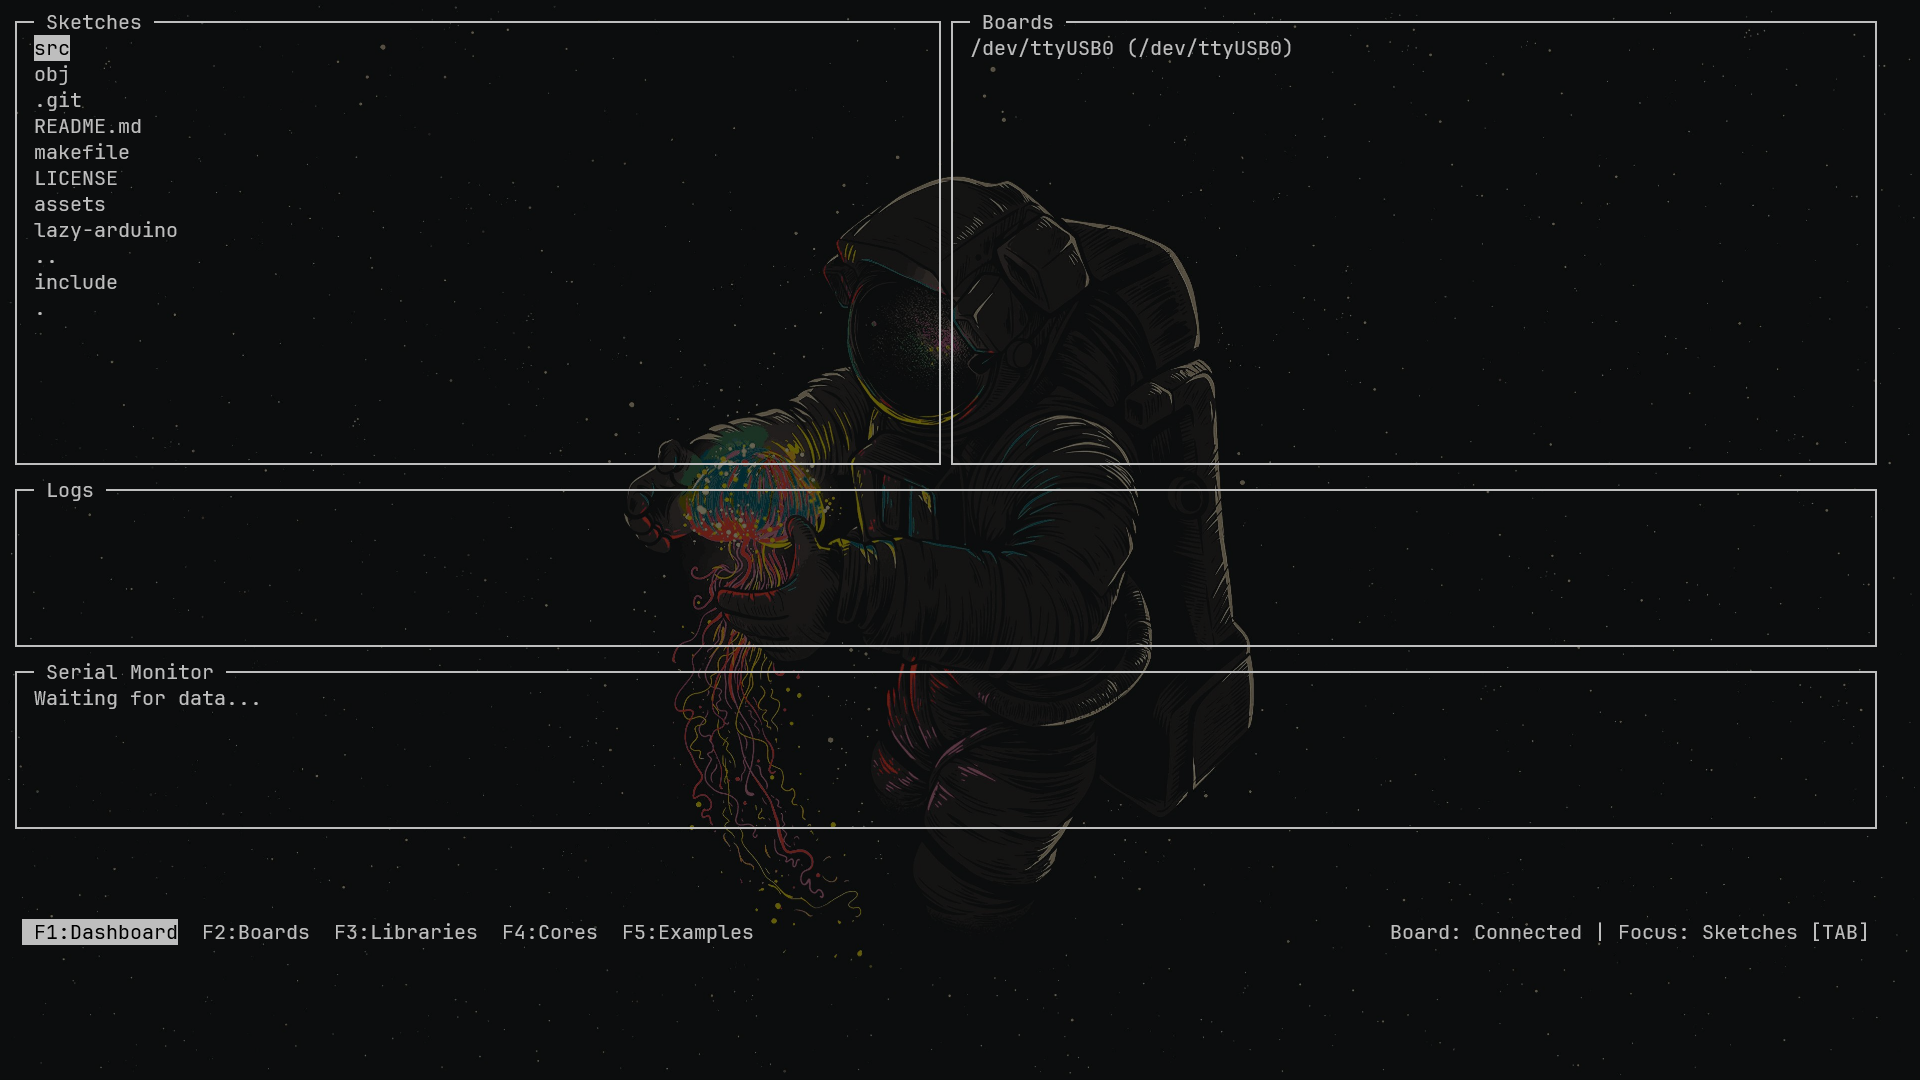 Sketches
src
obj
.git
README.md
makefile
LICENSE
assets
lazy-arduino
..
include
.
Boards
/dev/ttyUSB0 (/dev/ttyUSB0)
Logs
Serial Monitor
Waiting for data...
F1:Dashboard F2:Boards F3:Libraries F4:Cores F5:Examples Board: Connected | Focus: Sketches [TAB]